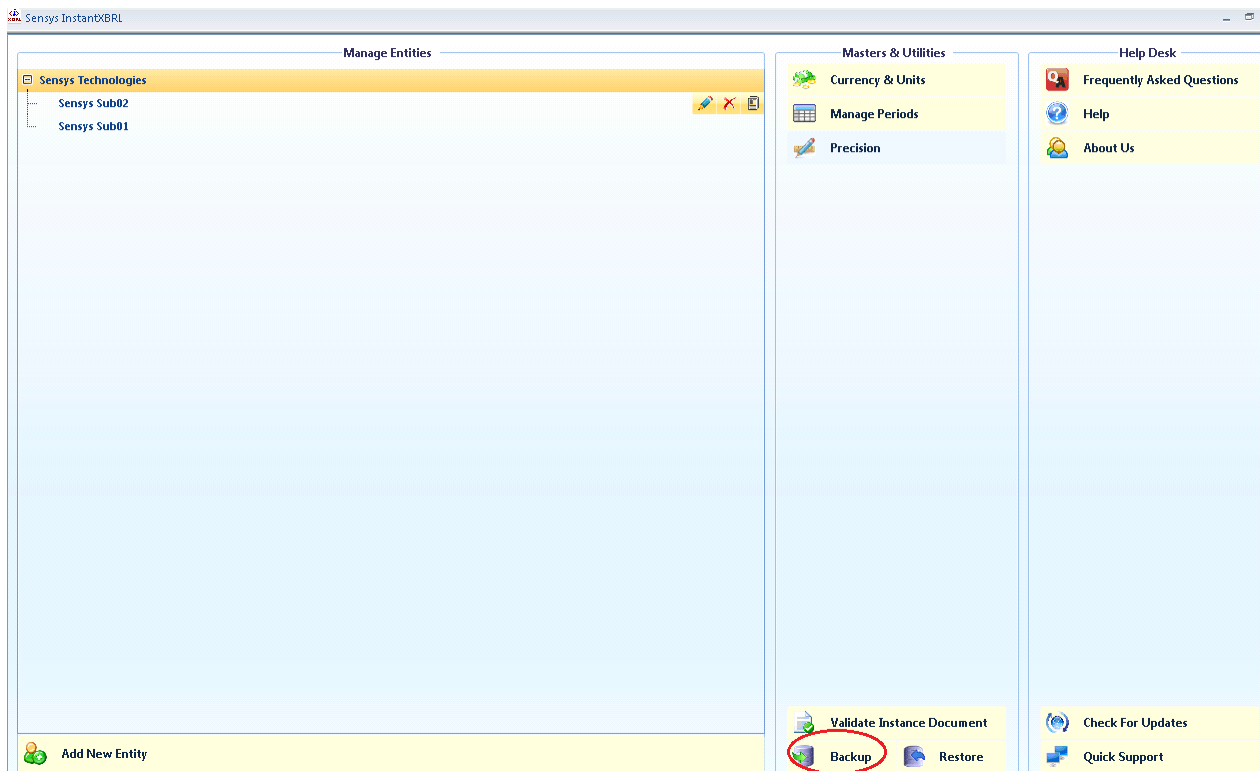 XBRL Sensys InstantXBRL
Manage Entities
Sensys Technologies
Sensys Sub02
Sensys Sub01
Add New Entity
Masters & Utilities
Currency & Units
Manage Periods
Precision
Validate Instance Document
Backup
Restore
Help Desk
Q A Frequently Asked Questions
? Help
About Us
Check For Updates
Quick Support